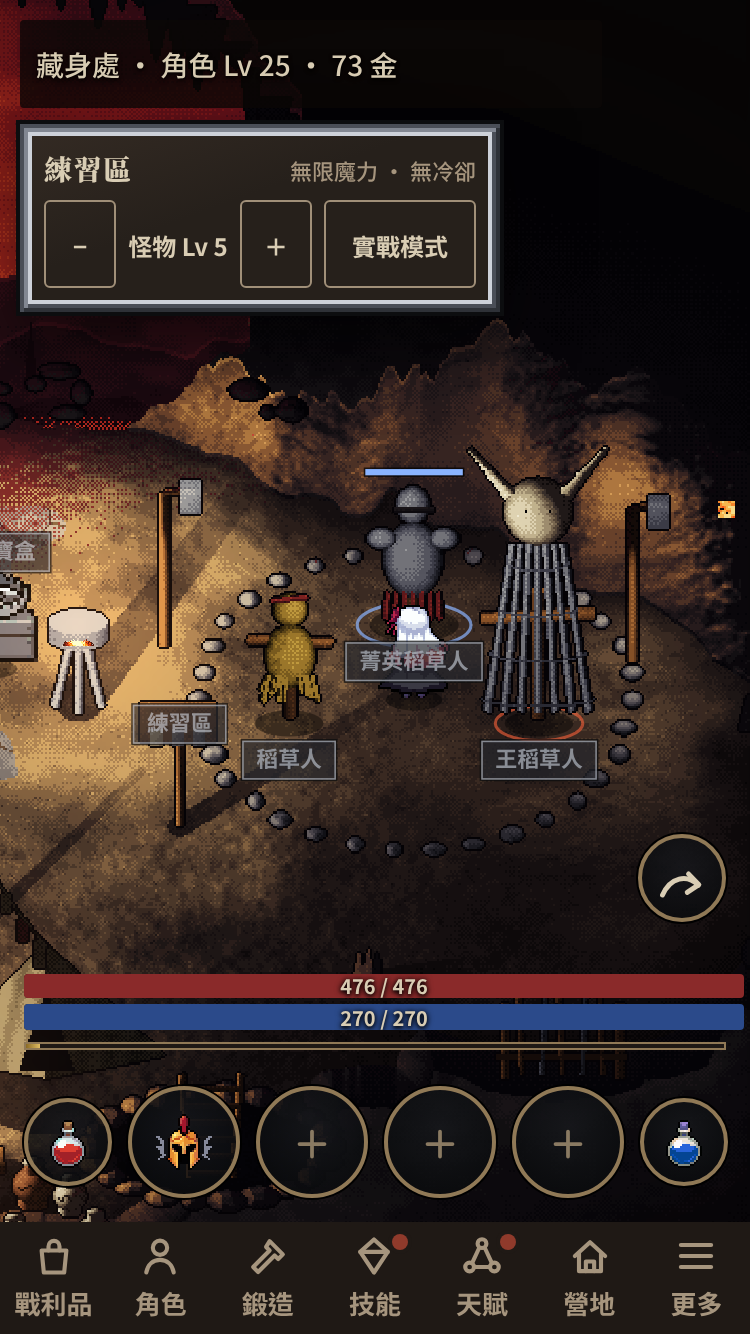 藏身處 · 角色 Lv 25 · 73 金
練習區
無限魔力 · 無冷卻
− 怪物 Lv 5 + 實戰模式
寶盒
菁英稻草人
練習區
稻草人
王稻草人
476 / 476
270 / 270
戰利品 角色 鍛造 技能 天賦 營地 更多